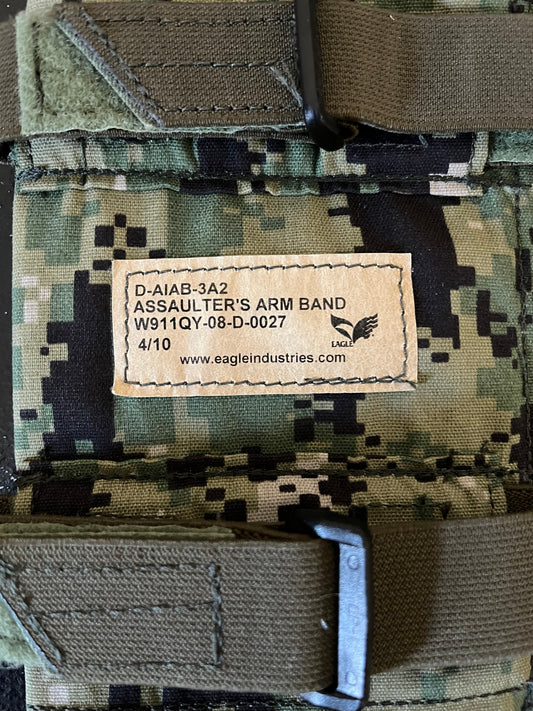 D-AIAB-3A2
ASSAULTER'S ARM BAND
W911QY-08-D-0027
4/10
EAGLE
www.eagleindustries.com